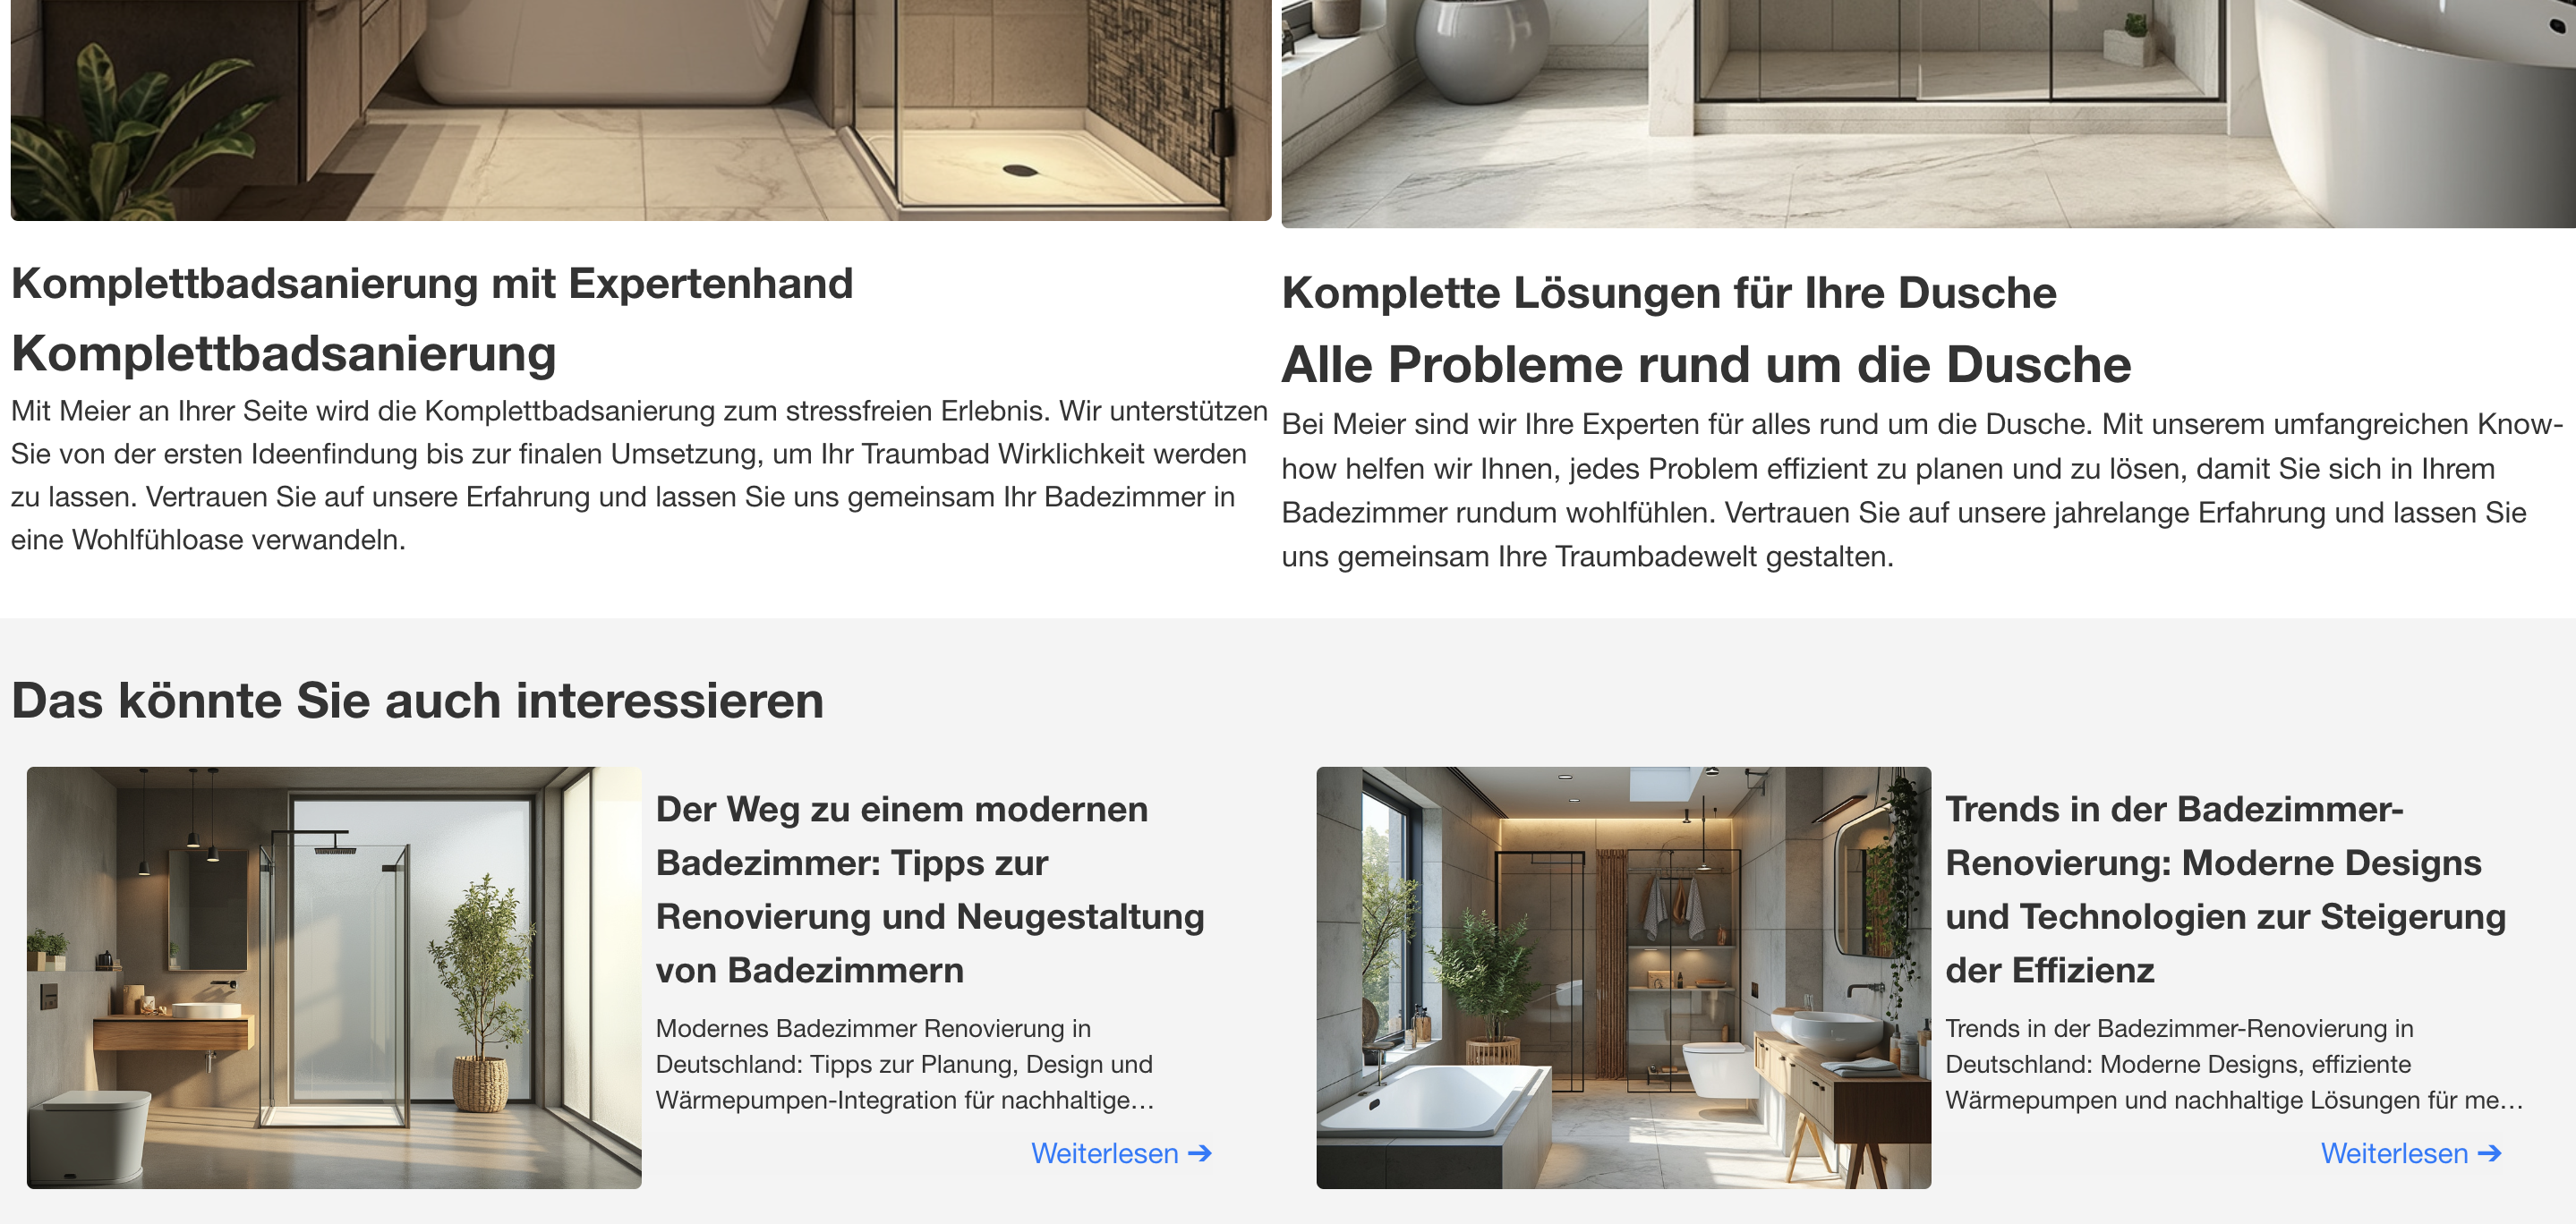 Komplettbadsanierung mit Expertenhand
Komplettbadsanierung
Mit Meier an Ihrer Seite wird die Komplettbadsanierung zum stressfreien Erlebnis. Wir unterstützen
Sie von der ersten Ideenfindung bis zur finalen Umsetzung, um Ihr Traumbad Wirklichkeit werden
zu lassen. Vertrauen Sie auf unsere Erfahrung und lassen Sie uns gemeinsam Ihr Badezimmer in
eine Wohlfühloase verwandeln.
Komplette Lösungen für Ihre Dusche
Alle Probleme rund um die Dusche
Bei Meier sind wir Ihre Experten für alles rund um die Dusche. Mit unserem umfangreichen Know-
how helfen wir Ihnen, jedes Problem effizient zu planen und zu lösen, damit Sie sich in Ihrem
Badezimmer rundum wohlfühlen. Vertrauen Sie auf unsere jahrelange Erfahrung und lassen Sie
uns gemeinsam Ihre Traumbadewelt gestalten.
Das könnte Sie auch interessieren
Der Weg zu einem modernen
Badezimmer: Tipps zur
Renovierung und Neugestaltung
von Badezimmern
Modernes Badezimmer Renovierung in
Deutschland: Tipps zur Planung, Design und
Wärmepumpen-Integration für nachhaltige…
Weiterlesen →
Trends in der Badezimmer-
Renovierung: Moderne Designs
und Technologien zur Steigerung
der Effizienz
Trends in der Badezimmer-Renovierung in
Deutschland: Moderne Designs, effiziente
Wärmepumpen und nachhaltige Lösungen für me…
Weiterlesen →